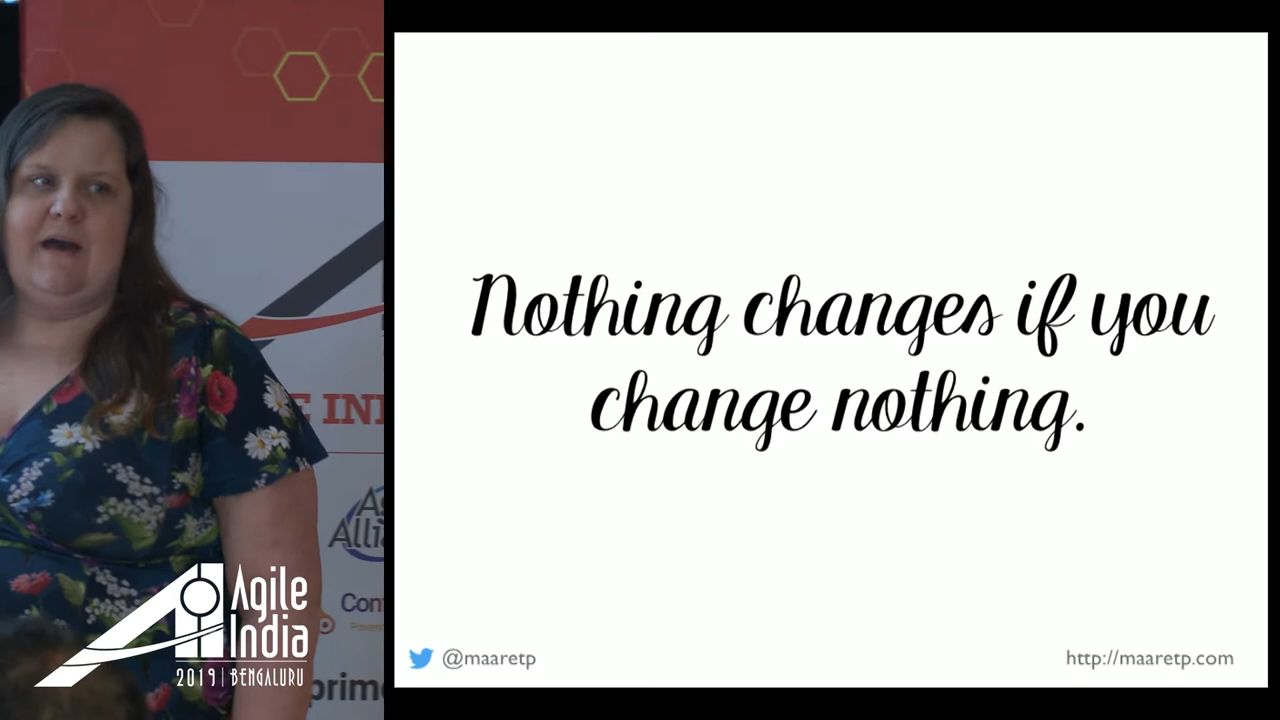 Nothing changes if you
change nothing.
@maaretp
http://maaretp.com
Agile
India
2019 | BENGALURU